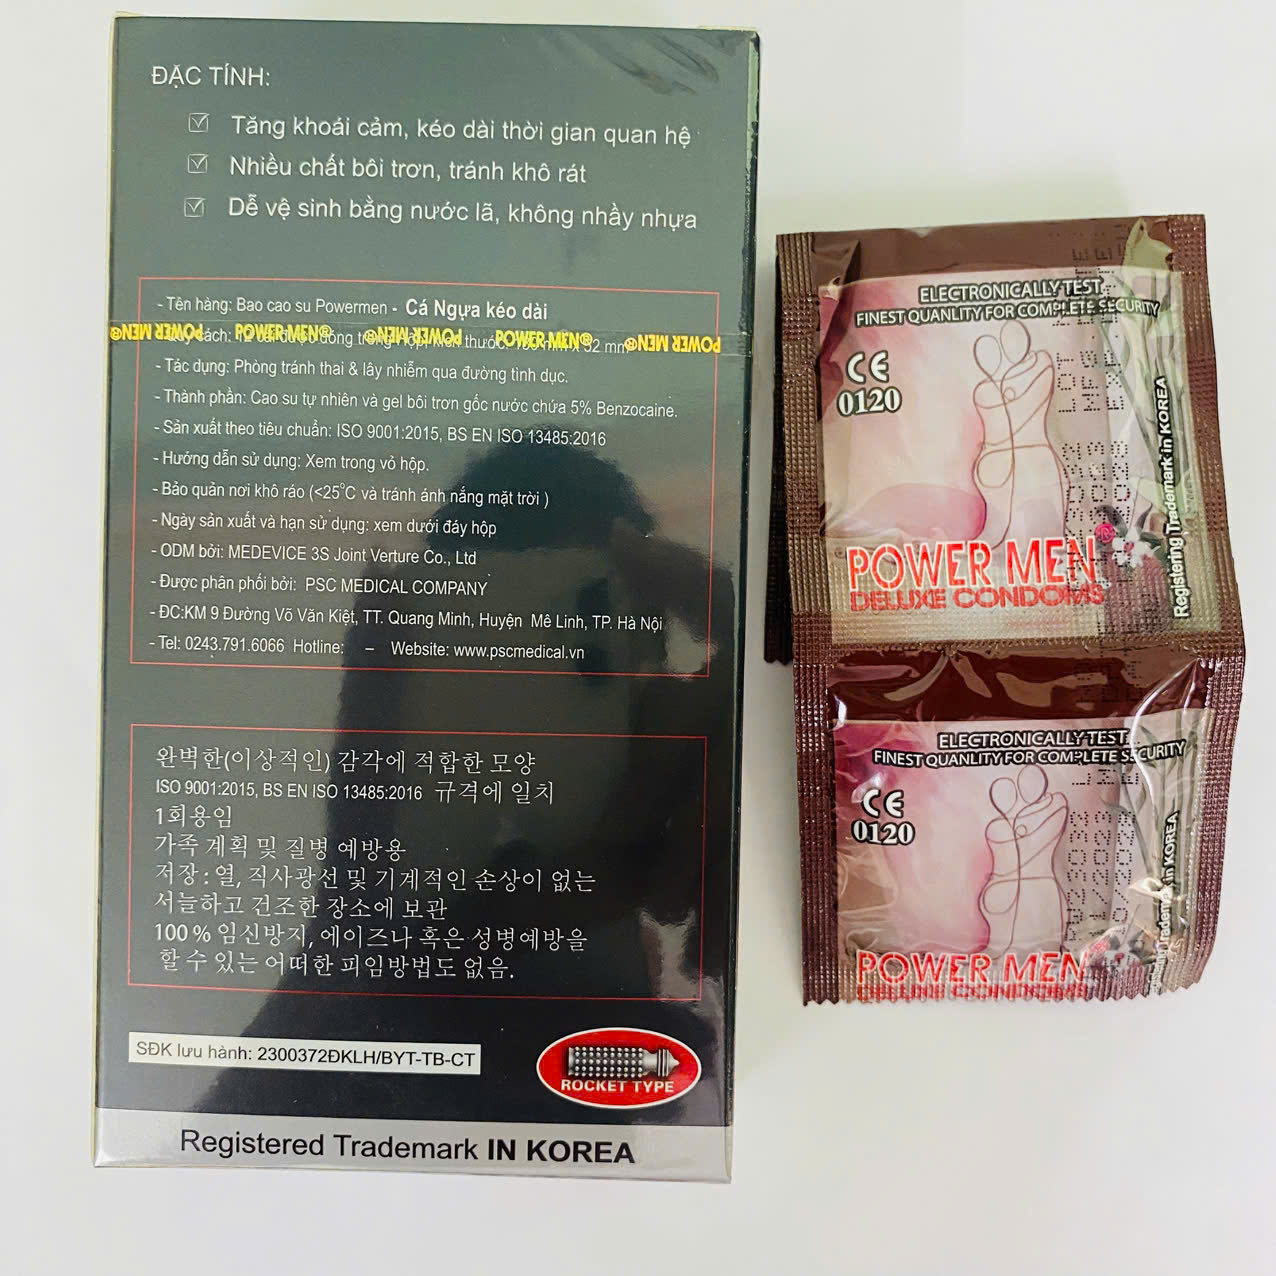 ĐẶC TÍNH:
Tăng khoái cảm, kéo dài thời gian quan hệ
Nhiều chất bôi trơn, tránh khô rát
Dễ vệ sinh bằng nước lã, không nhầy nhựa
- Tên hàng: Bao cao su Powermen - Cá Ngựa kéo dài
POWER MEN® POWER MEN® POWER MEN® POWER MEN® POWER MEN®
- Tác dụng: Phòng tránh thai & lây nhiễm qua đường tình dục.
- Thành phần: Cao su tự nhiên và gel bôi trơn gốc nước chứa 5% Benzocaine.
- Sản xuất theo tiêu chuẩn: ISO 9001:2015, BS EN ISO 13485:2016
- Hướng dẫn sử dụng: Xem trong vỏ hộp.
- Bảo quản nơi khô ráo (<25°C và tránh ánh nắng mặt trời )
- Ngày sản xuất và hạn sử dụng: xem dưới đáy hộp
- ODM bởi: MEDEVICE 3S Joint Verture Co., Ltd
- Được phân phối bởi: PSC MEDICAL COMPANY
- ĐC:KM 9 Đường Võ Văn Kiệt, TT. Quang Minh, Huyện Mê Linh, TP. Hà Nội
- Tel: 0243.791.6066 Hotline: – Website: www.pscmedical.vn
완벽한(이상적인) 감각에 적합한 모양
ISO 9001:2015, BS EN ISO 13485:2016 규격에 일치
1회용임
가족 계획 및 질병 예방용
저장 : 열, 직사광선 및 기계적인 손상이 없는
서늘하고 건조한 장소에 보관
100 % 임신방지, 에이즈나 혹은 성병예방을
할 수 있는 어떠한 피임방법도 없음.
SĐK lưu hành: 2300372ĐKLH/BYT-TB-CT
ROCKET TYPE
Registered Trademark IN KOREA
ELECTRONICALLY TEST
FINEST QUANLITY FOR COMPLETE SECURITY
CE
0120
Registering Trademark in KOREA
POWER MEN®
DELUXE CONDOMS
ELECTRONICALLY TEST
FINEST QUANLITY FOR COMPLETE SECURITY
CE
0120
Trademark in KOREA
POWER MEN®
DELUXE CONDOMS